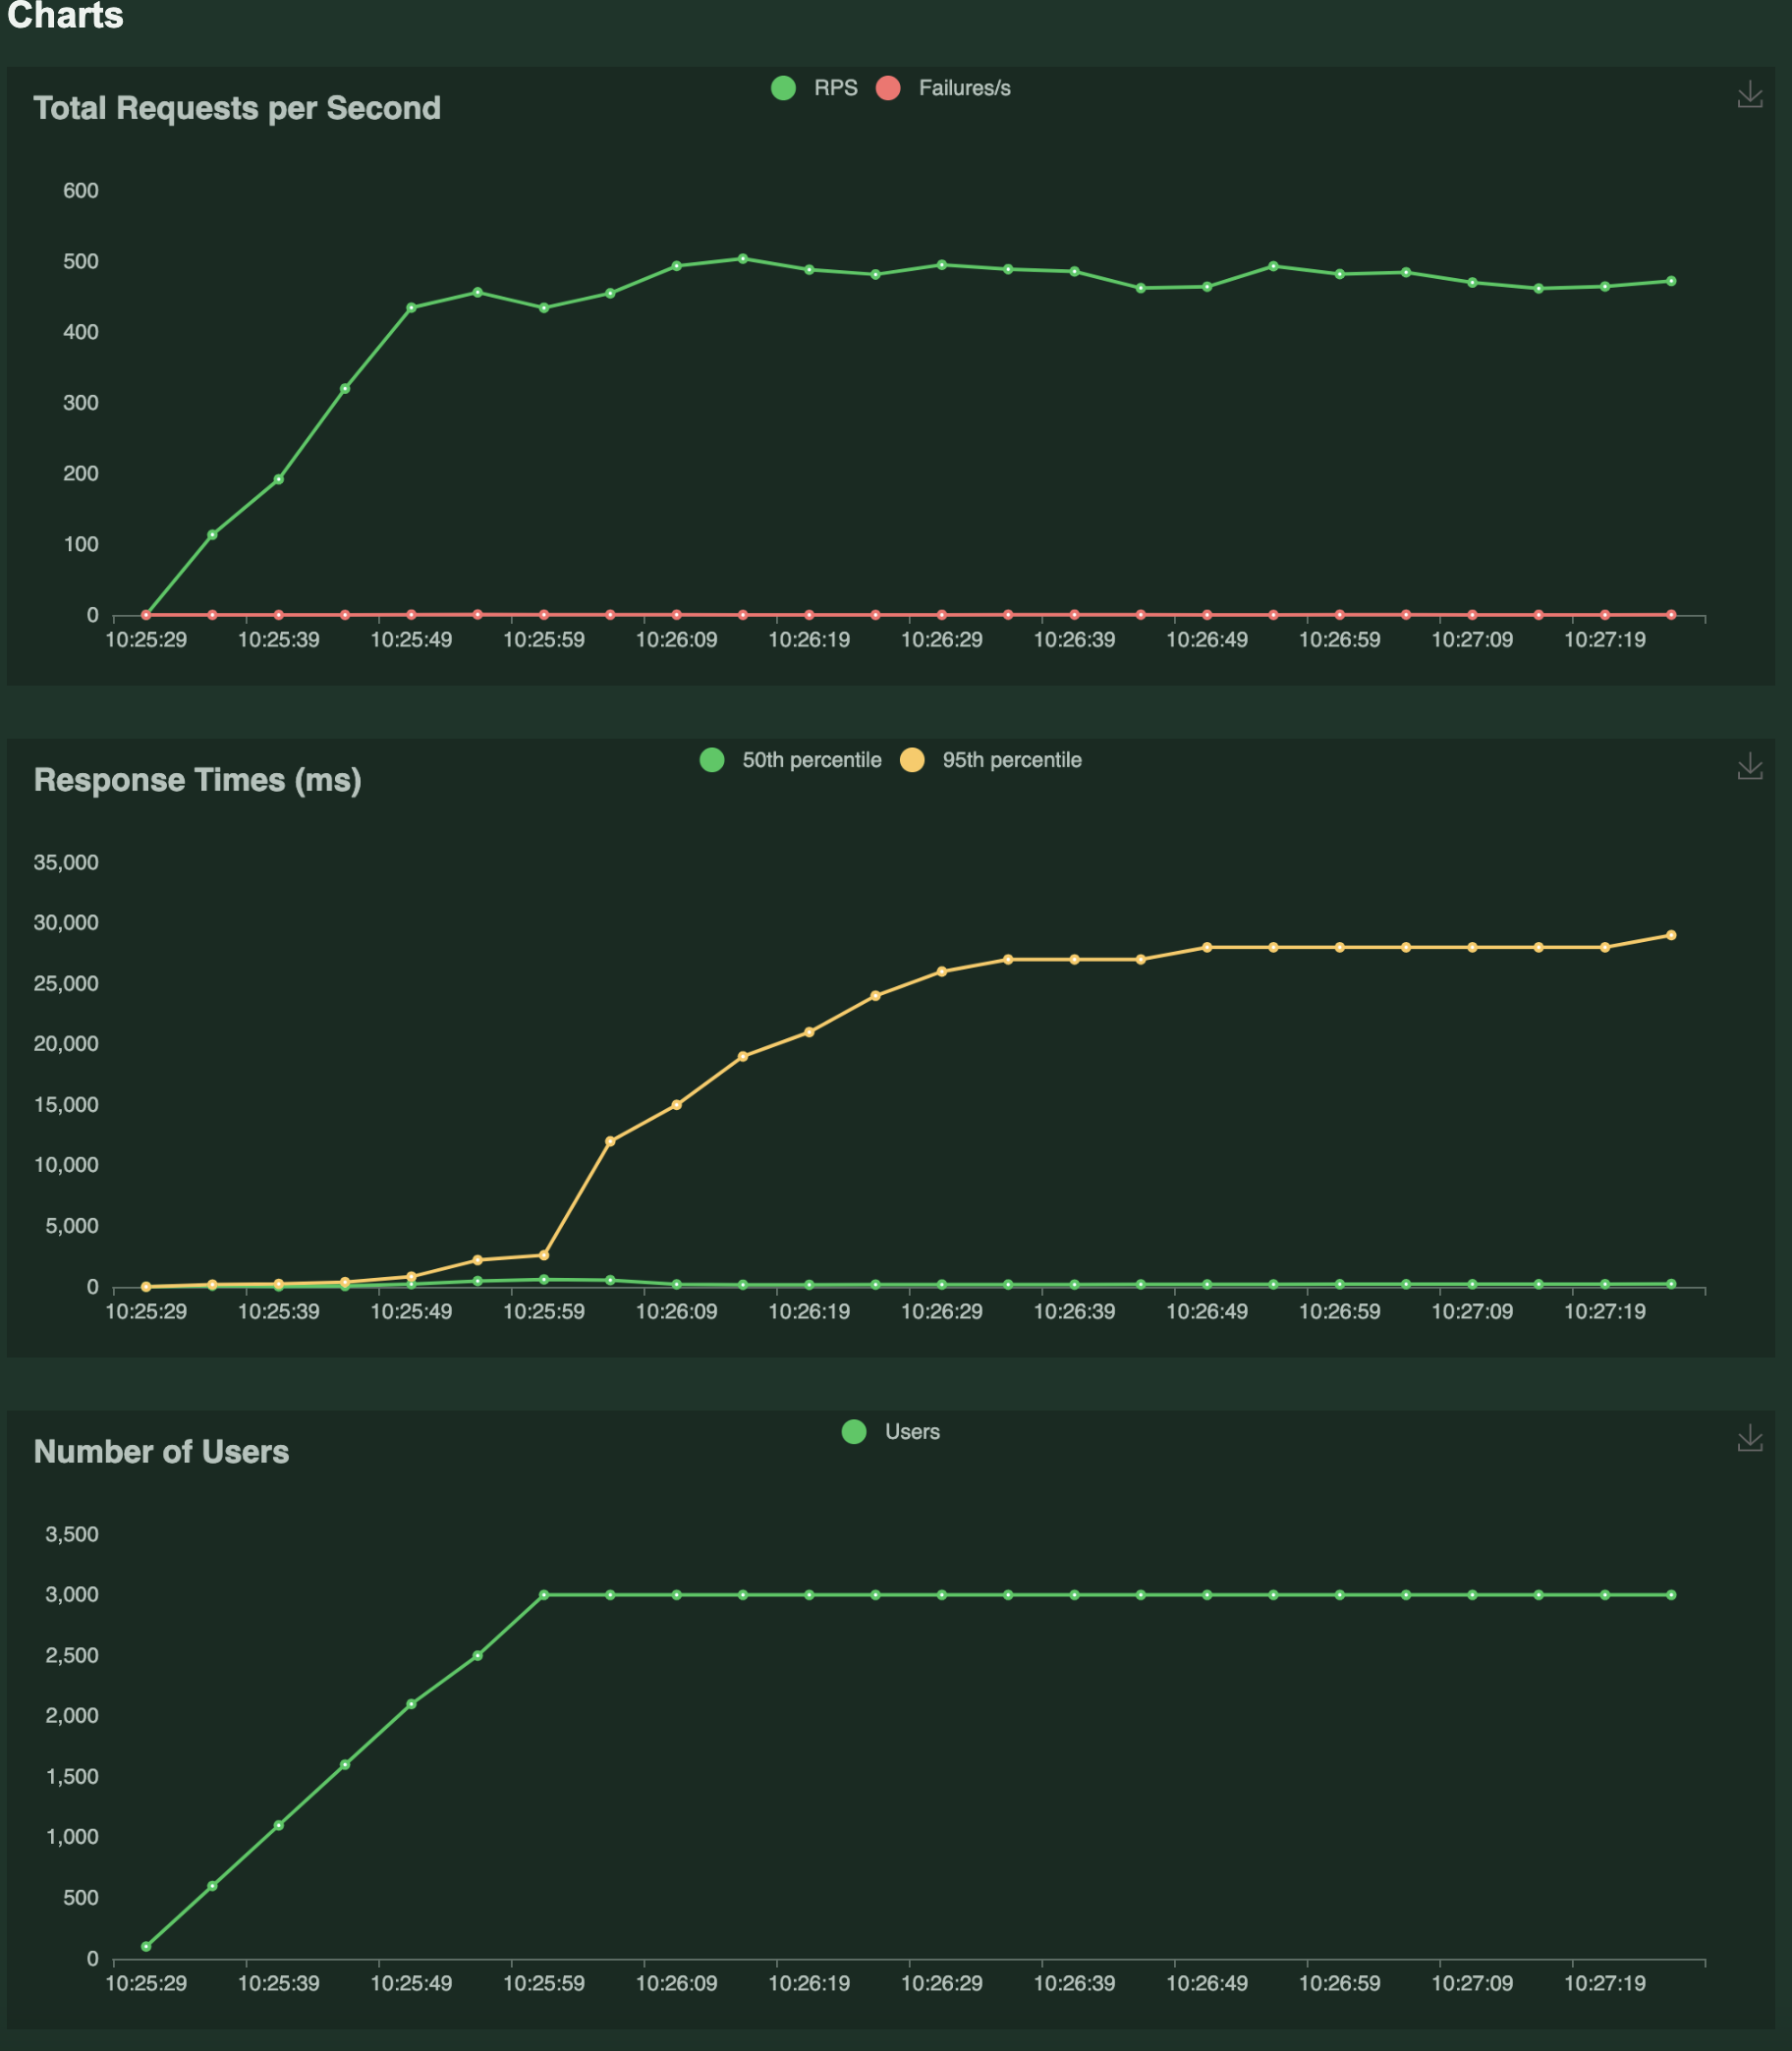 Charts
Total Requests per Second
RPS Failures/s
600
500
400
300
200
100
0
10:25:29 10:25:39 10:25:49 10:25:59 10:26:09 10:26:19 10:26:29 10:26:39 10:26:49 10:26:59 10:27:09 10:27:19
Response Times (ms)
50th percentile 95th percentile
35,000
30,000
25,000
20,000
15,000
10,000
5,000
0
10:25:29 10:25:39 10:25:49 10:25:59 10:26:09 10:26:19 10:26:29 10:26:39 10:26:49 10:26:59 10:27:09 10:27:19
Number of Users
Users
3,500
3,000
2,500
2,000
1,500
1,000
500
0
10:25:29 10:25:39 10:25:49 10:25:59 10:26:09 10:26:19 10:26:29 10:26:39 10:26:49 10:26:59 10:27:09 10:27:19